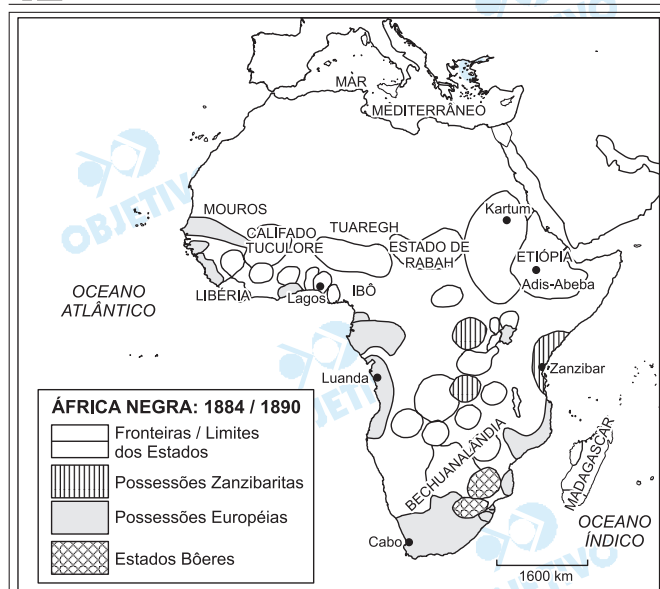 MAR
MEDITERRÂNEO
MOUROS
CALIFADO
TUCULORE
TUAREGH
ESTADO DE
RABAH
Kartum
ETIÓPIA
Adis-Abeba
OCEANO
ATLÂNTICO
LIBÉRIA
Lagos
IBÔ
Luanda
Zanzibar
BECHUANALÂNDIA
MADAGASCAR
Cabo
OCEANO
ÍNDICO
1600 km
ÁFRICA NEGRA: 1884 / 1890
Fronteiras / Limites
dos Estados
Possessões Zanzibaritas
Possessões Européias
Estados Bôeres
OBJETIVO
OBJETIVO
OBJETIVO